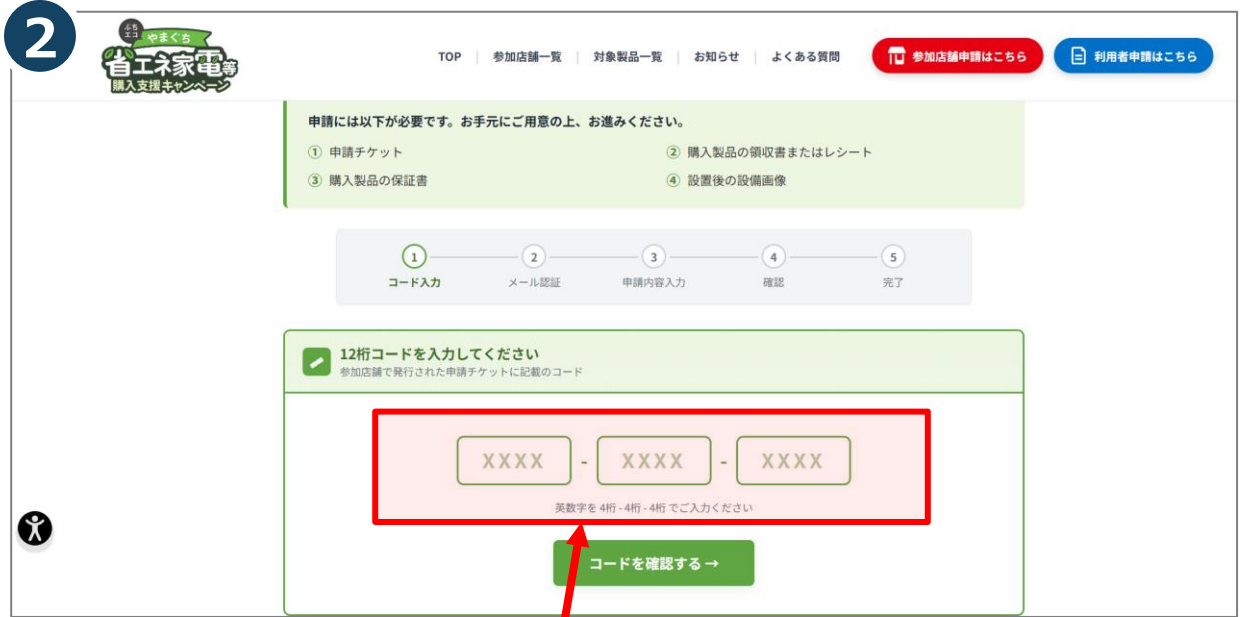 2
ぶちエコ
やまぐち
省エネ家電等
購入支援キャンペーン
TOP
参加店舗一覧
対象製品一覧
お知らせ
よくある質問
参加店舗申請はこちら
利用者申請はこちら
申請には以下が必要です。お手元にご用意の上、お進みください。
① 申請チケット
② 購入製品の領収書またはレシート
③ 購入製品の保証書
④ 設置後の設備画像
1
コード入力
2
メール認証
3
申請内容入力
4
確認
5
完了
12桁コードを入力してください
参加店舗で発行された申請チケットに記載のコード
XXXX - XXXX - XXXX
英数字を 4桁 - 4桁 - 4桁 でご入力ください
コードを確認する →